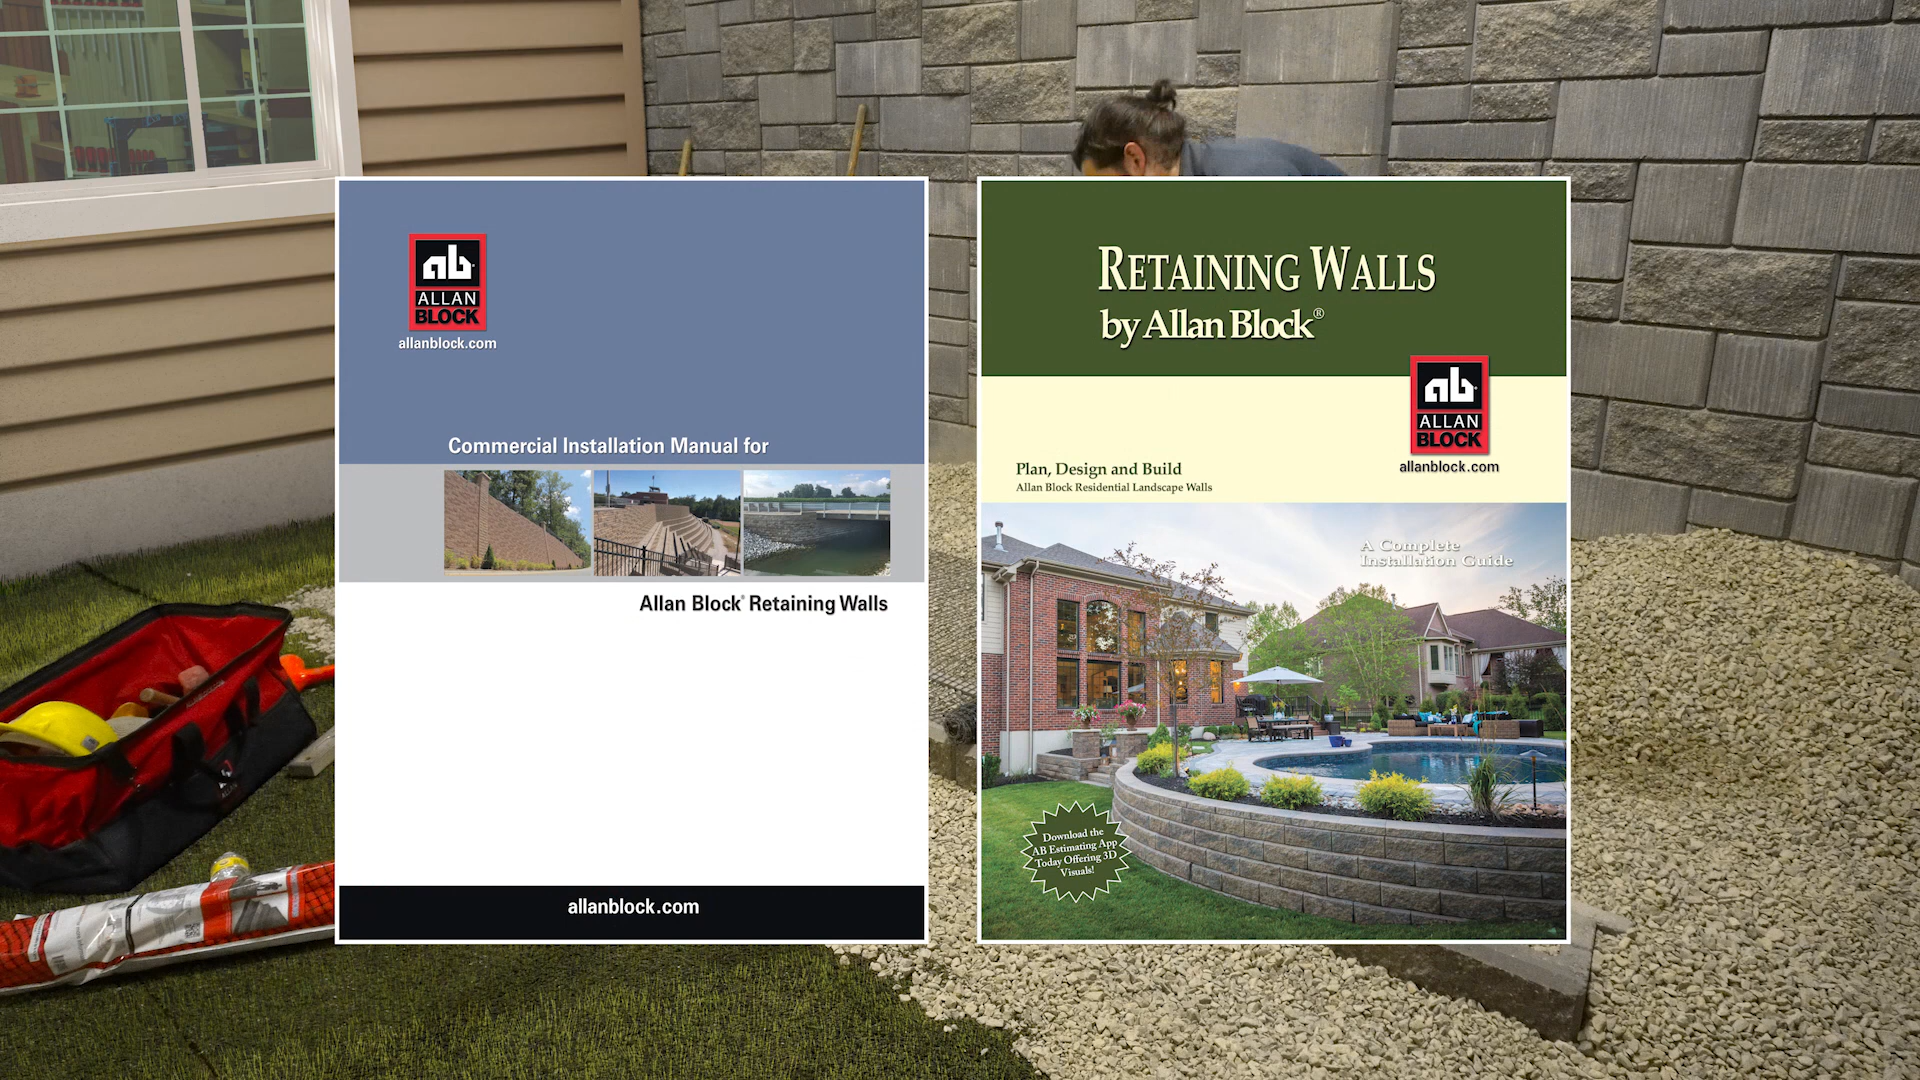 ab
ALLAN
BLOCK
allanblock.com
Commercial Installation Manual for
Allan Block® Retaining Walls
allanblock.com
RETAINING WALLS
by Allan Block®
ab
ALLAN
BLOCK
allanblock.com
Plan, Design and Build
Allan Block Residential Landscape Walls
A Complete
Installation Guide
Download the
AB Estimating App
Today Offering 3D
Visuals!